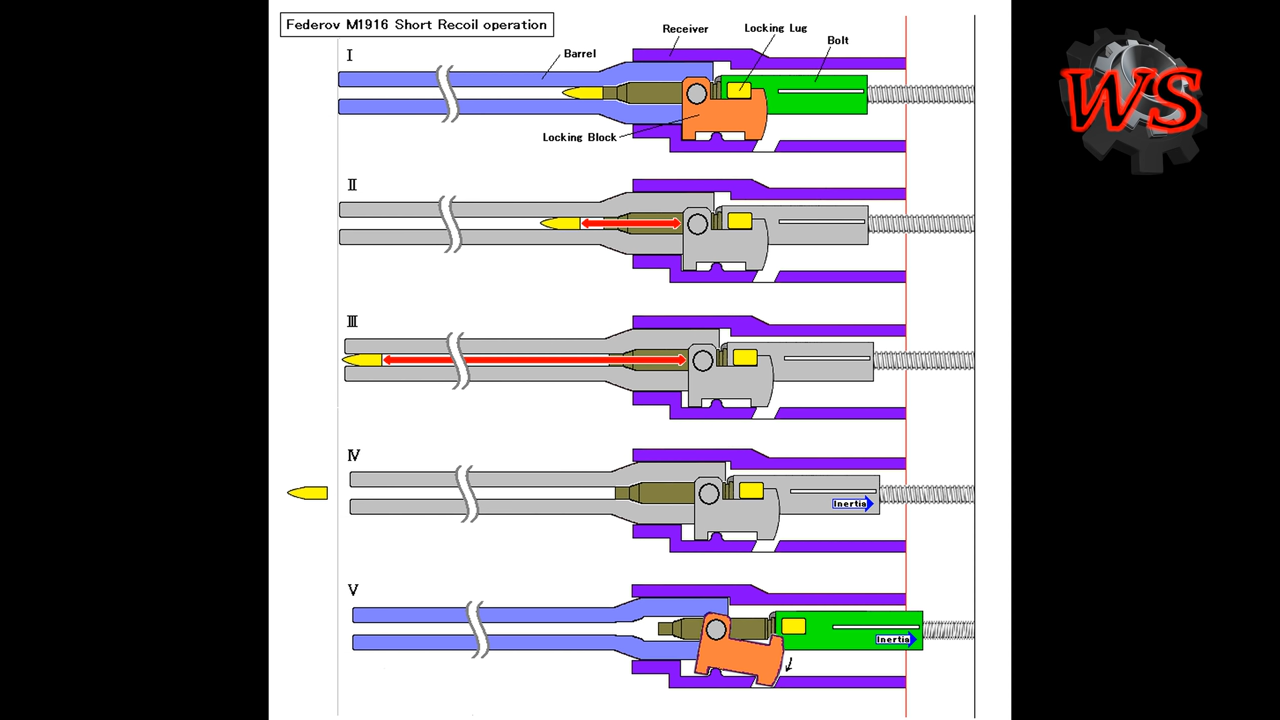 Federov M1916 Short Recoil operation
Receiver
Locking Lug
Bolt
Barrel
Locking Block
I
II
III
IV
Inertia
V
Inertia
WS